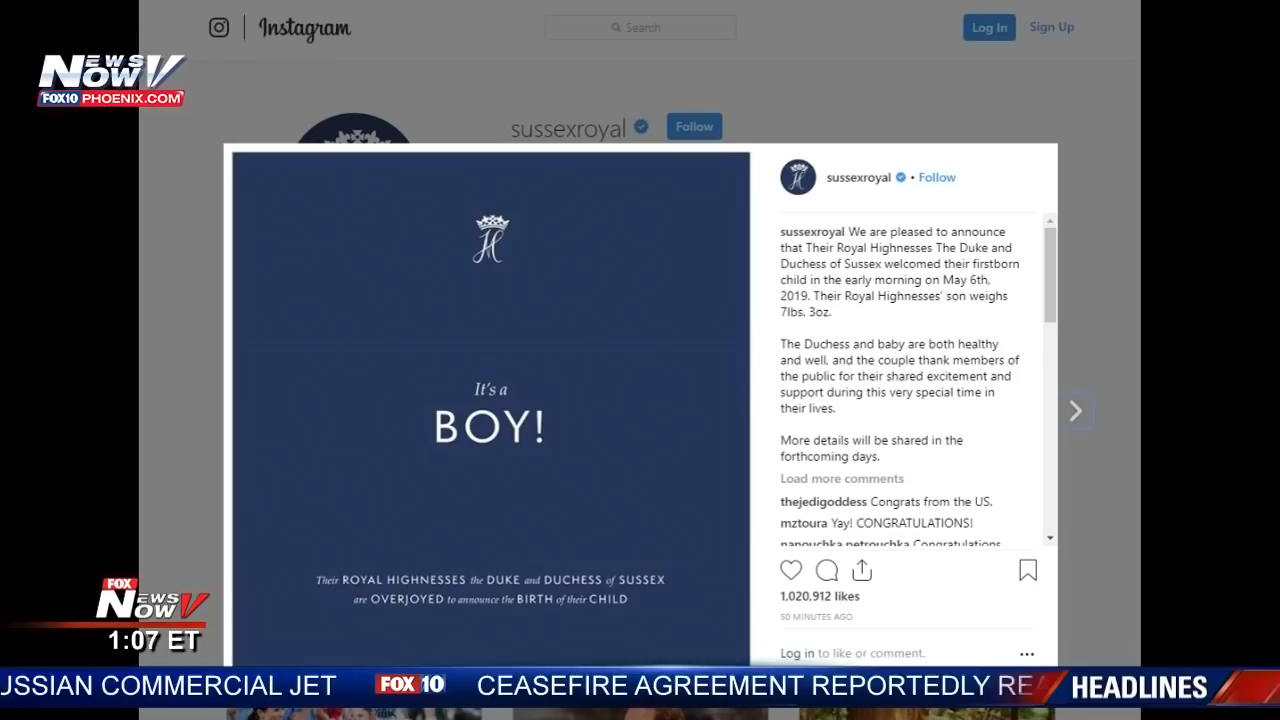 Instagram
Search
Log In
Sign Up
NEWS
NOW
FOX10 PHOENIX.COM
sussexroyal
Follow
It's a
BOY!
Their ROYAL HIGHNESSES the DUKE and DUCHESS of SUSSEX
are OVERJOYED to announce the BIRTH of their CHILD
sussexroyal • Follow
sussexroyal We are pleased to announce
that Their Royal Highnesses The Duke and
Duchess of Sussex welcomed their firstborn
child in the early morning on May 6th,
2019. Their Royal Highnesses' son weighs
7lbs. 3oz.
The Duchess and baby are both healthy
and well, and the couple thank members of
the public for their shared excitement and
support during this very special time in
their lives.
More details will be shared in the
forthcoming days.
Load more comments
thejedigoddess Congrats from the US.
mztoura Yay! CONGRATULATIONS!
nanouchka.petrouchka Congratulations
1,020,912 likes
50 MINUTES AGO
Log in to like or comment.
FOX
NEWS
NOW
1:07 ET
USSIAN COMMERCIAL JET FOX 10 CEASEFIRE AGREEMENT REPORTEDLY REA
HEADLINES